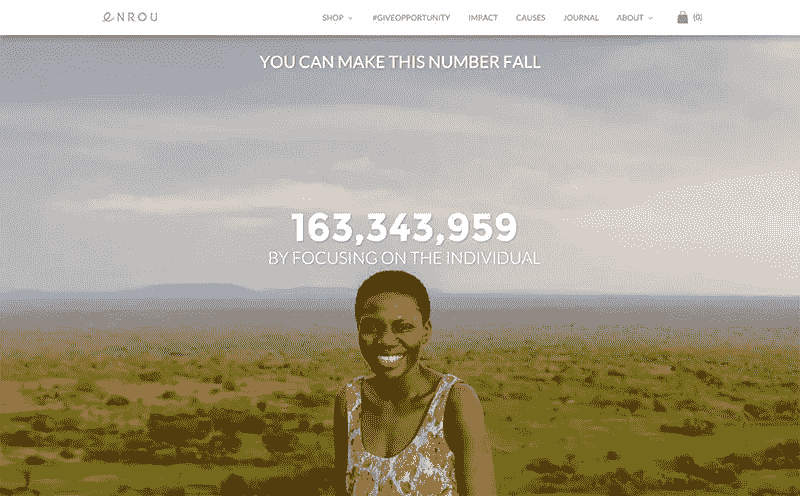 eNROU
SHOP #GIVEOPPORTUNITY IMPACT CAUSES JOURNAL ABOUT (0)
YOU CAN MAKE THIS NUMBER FALL
163,343,959
BY FOCUSING ON THE INDIVIDUAL